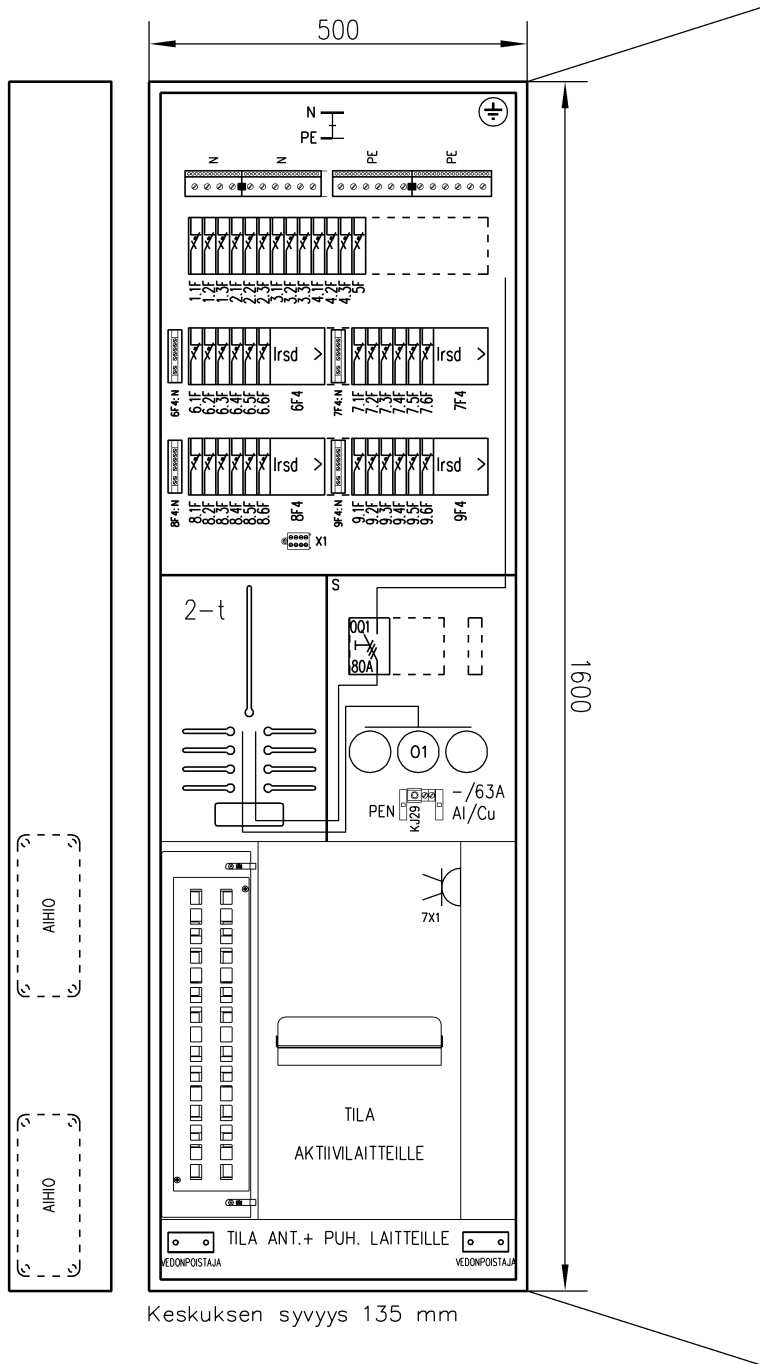 500
N
PE
N N PE PE
1.1F 1.2F 1.3F 2.1F 2.2F 2.3F 3.1F 3.2F 3.3F 4.1F 4.2F 4.3F 5F
Irsd > Irsd >
6F4:N 6.1F 6.2F 6.3F 6.4F 6.5F 6.6F 6F4 7F4:N 7.1F 7.2F 7.3F 7.4F 7.5F 7.6F 7F4
Irsd > Irsd >
8F4:N 8.1F 8.2F 8.3F 8.4F 8.5F 8.6F 8F4 9F4:N 9.1F 9.2F 9.3F 9.4F 9.5F 9.6F 9F4
X1
S
2-t
0Q1
80A
1600
01
-/63A
PEN KJ29 Al/Cu
7X1
AIHIO
TILA
AKTIIVILAITTEILLE
AIHIO
TILA ANT.+ PUH. LAITTEILLE
VEDONPOISTAJA VEDONPOISTAJA
Keskuksen syvyys 135 mm